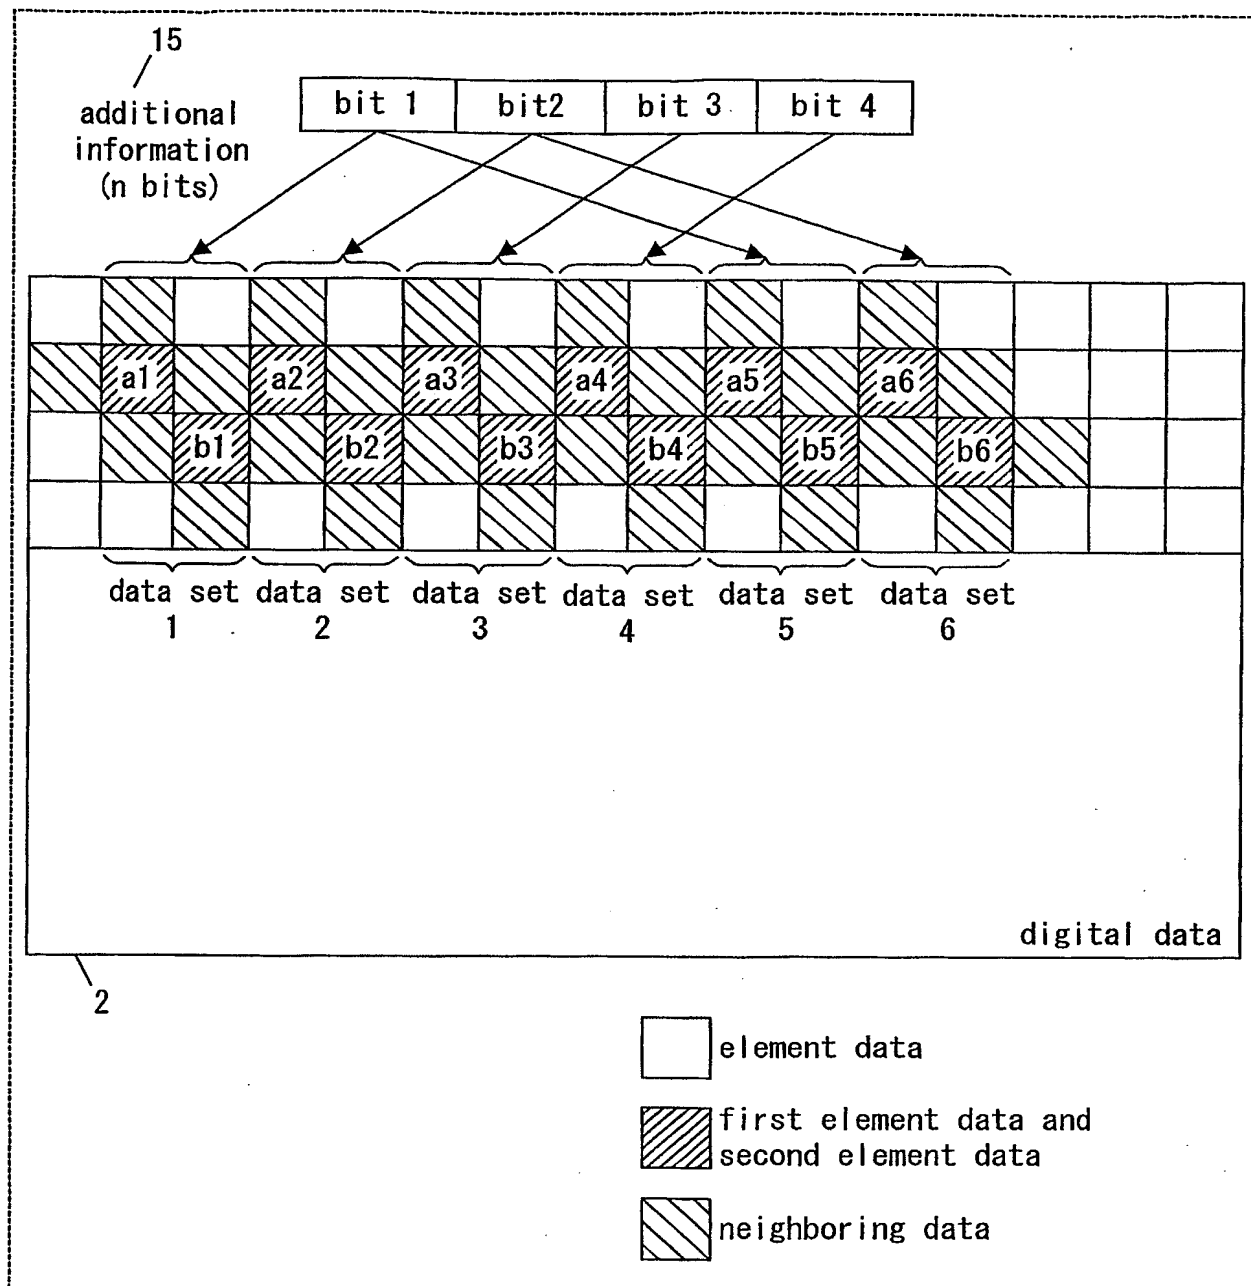 15
additional
information
(n bits)
bit 1 bit2 bit 3 bit 4
a1 a2 a3 a4 a5 a6
b1 b2 b3 b4 b5 b6
data set data set data set data set data set data set
1 2 3 4 5 6
digital data
2
element data
first element data and
second element data
neighboring data